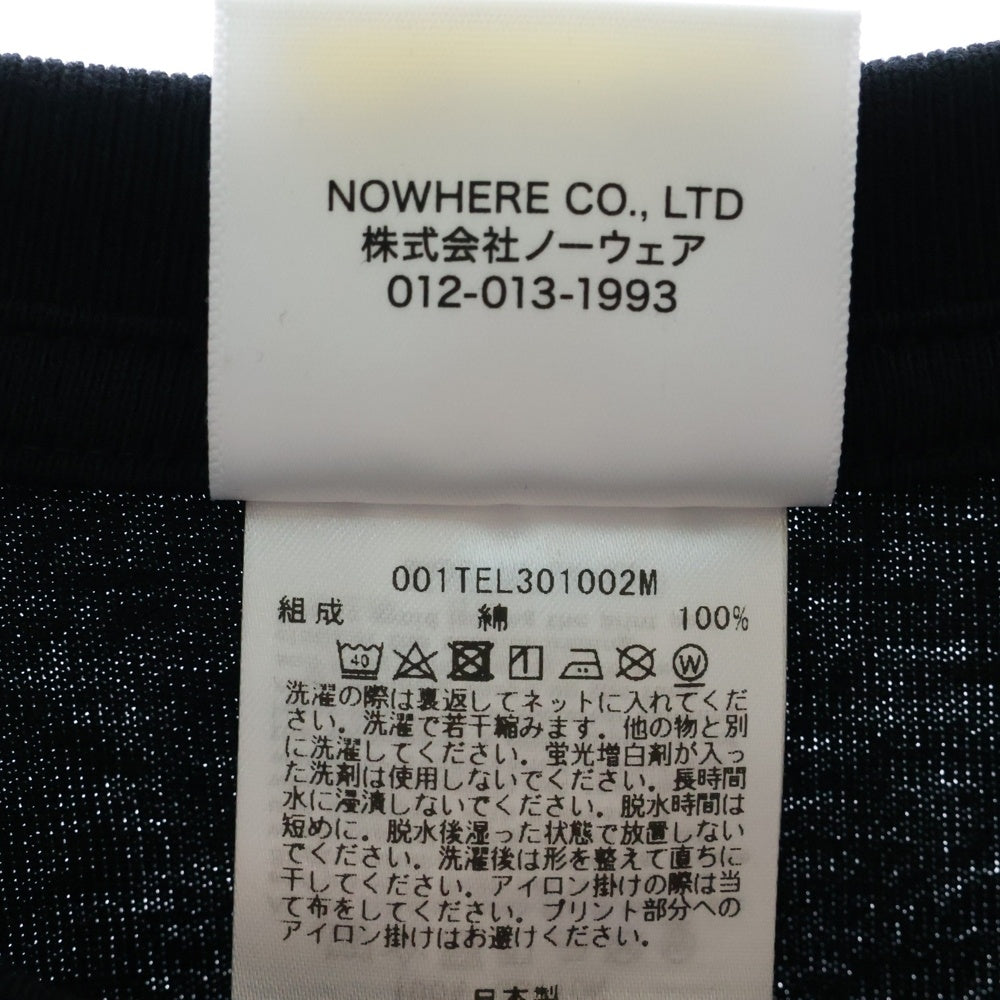 NOWHERE CO., LTD
株式会社ノーウェア
012-013-1993
001TEL301002M
組成 綿 100%
40 W
洗濯の際は裏返してネットに入れてくだ
さい。洗濯で若干縮みます。他の物と別
に洗濯してください。蛍光増白剤が入っ
た洗剤は使用しないでください。長時間
水に浸漬しないでください。脱水時間は
短めに。脱水後湿った状態で放置しない
でください。洗濯後は形を整えて直ちに
干してください。アイロン掛けの際は当
て布をしてください。プリント部分への
アイロン掛けはお避けください。
日本製